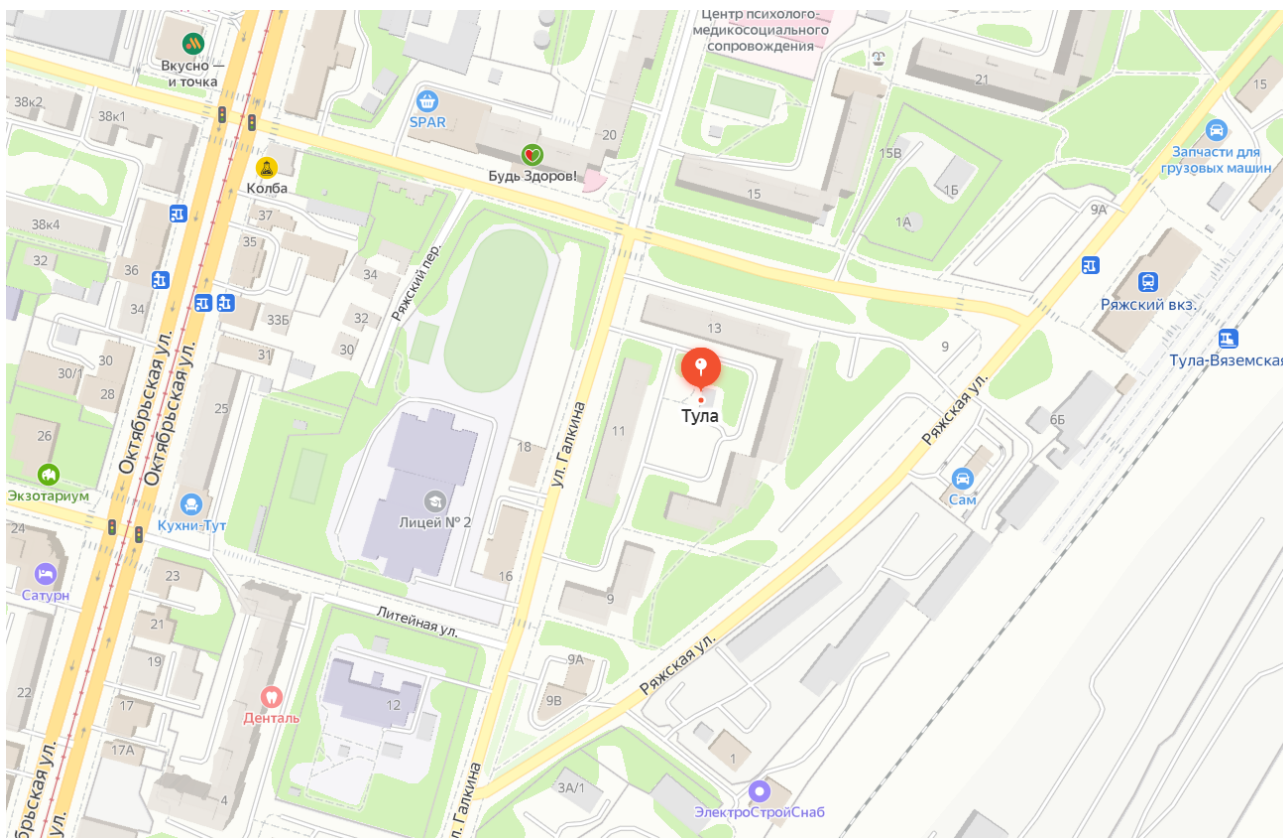 Центр психолого-
медикосоциального
сопровождения
Вкусно —
и точка
21
15
38к2
38к1
SPAR
20
Запчасти для
грузовых машин
Будь Здоров!
15В
Колба
15
1Б
9А
37
1А
38к4
35
32
36
34
Ряжский пер.
Ряжский вкз.
34
33Б
32
13
Тула-Вяземская
31
30
9
30
30/1
28
Октябрьская ул.
Октябрьская ул.
25
Тула
Ряжская ул.
6Б
26
11
18
ул. Галкина
Экзотариум
Сам
Лицей № 2
Кухни-Тут
24
23
16
Сатурн
9
21
Литейная ул.
19
9А
Ряжская ул.
22
17
12
9В
Денталь
17А
1
4
3А/1
ЭлектроСтройСнаб
брьская ул.
ул.
л. Галкина